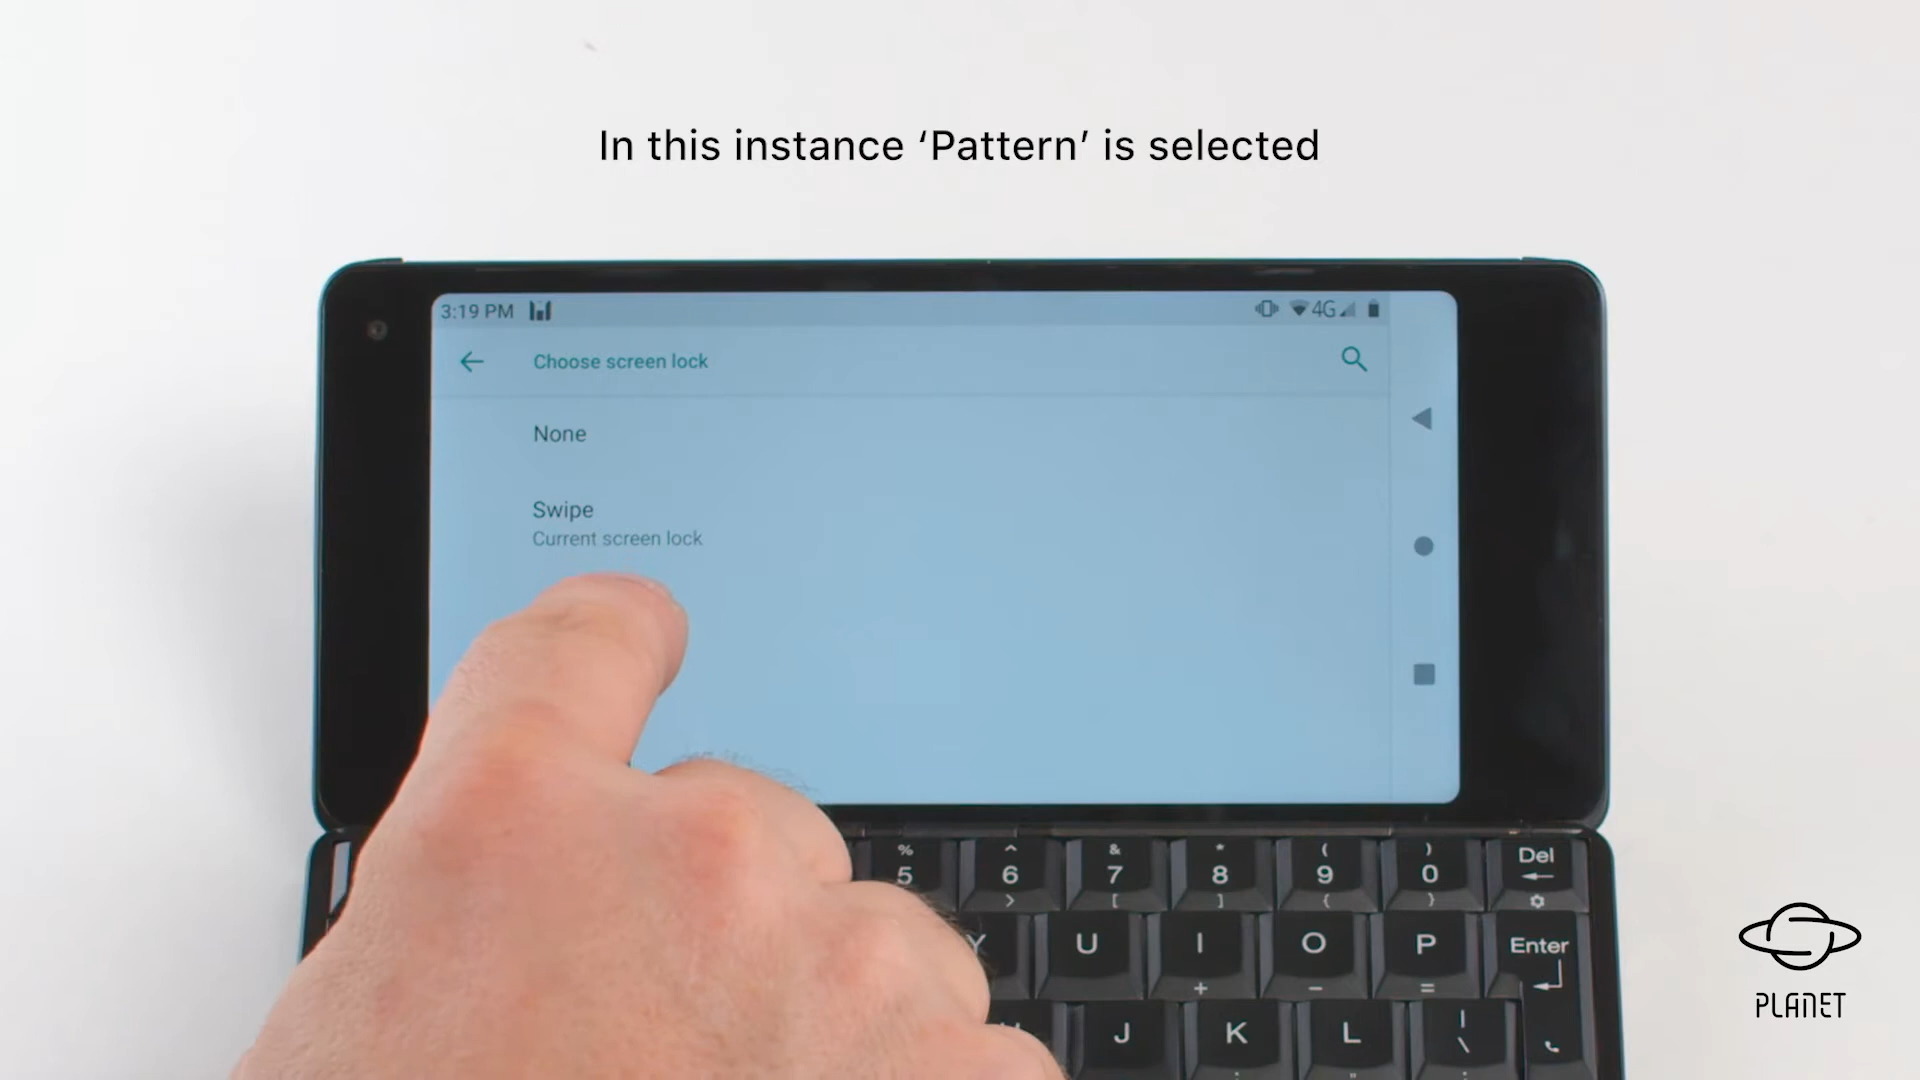 In this instance ‘Pattern’ is selected
3:19 PM
4G
Choose screen lock
None
Swipe
Current screen lock
% ^ & * ( ) Del
5 6 7 8 9 0
> [ ] { }
Y U I O P Enter
+ - =
J K L |
\
: " ;
PLANET